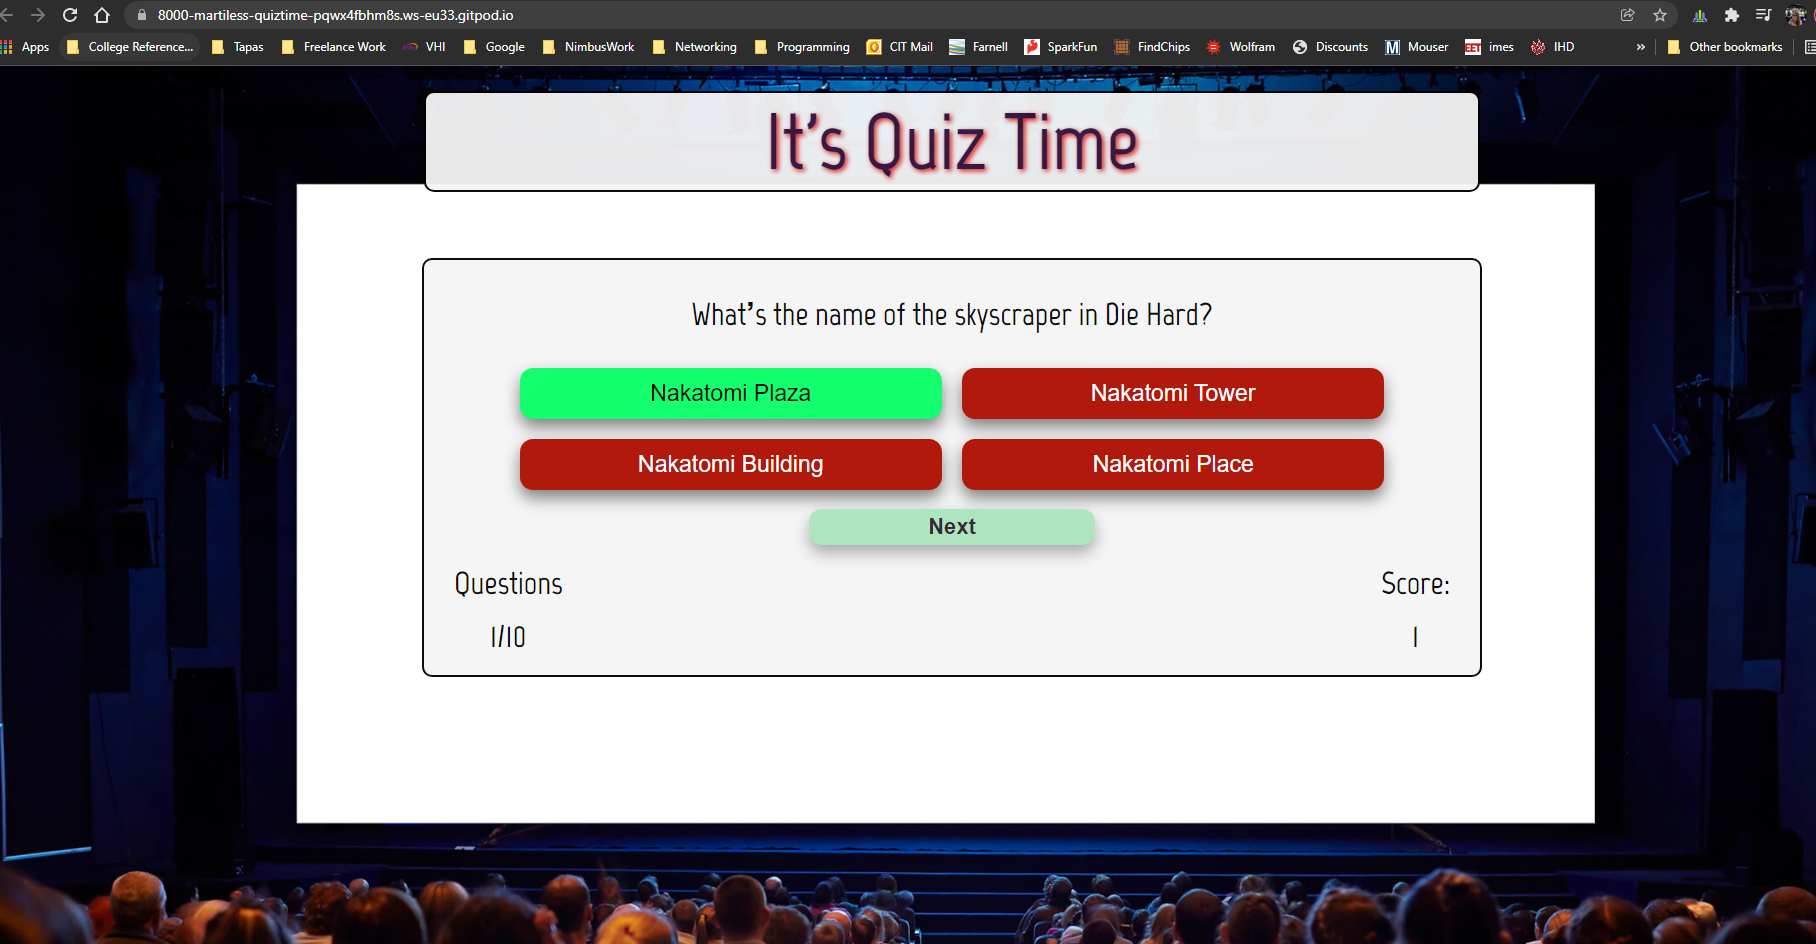 8000-martiless-quiztime-pqwx4fbhm8s.ws-eu33.gitpod.io
Apps College Reference... Tapas Freelance Work VHI Google NimbusWork Networking Programming CIT Mail Farnell SparkFun FindChips Wolfram Discounts M Mouser EET imes IHD » Other bookmarks
It's Quiz Time
What's the name of the skyscraper in Die Hard?
Nakatomi Plaza Nakatomi Tower
Nakatomi Building Nakatomi Place
Next
Questions Score:
1/10 1